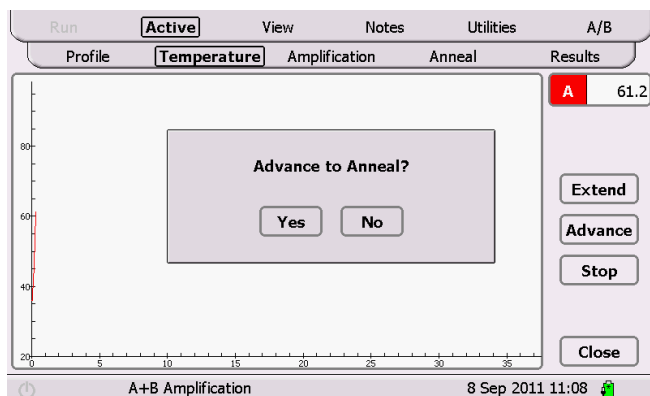 Run Active View Notes Utilities A/B
Profile Temperature Amplification Anneal Results
A 61.2
80
60
40
20
0 5 10 15 20 25 30 35
Advance to Anneal?
Yes No
Extend
Advance
Stop
Close
A+B Amplification 8 Sep 2011 11:08